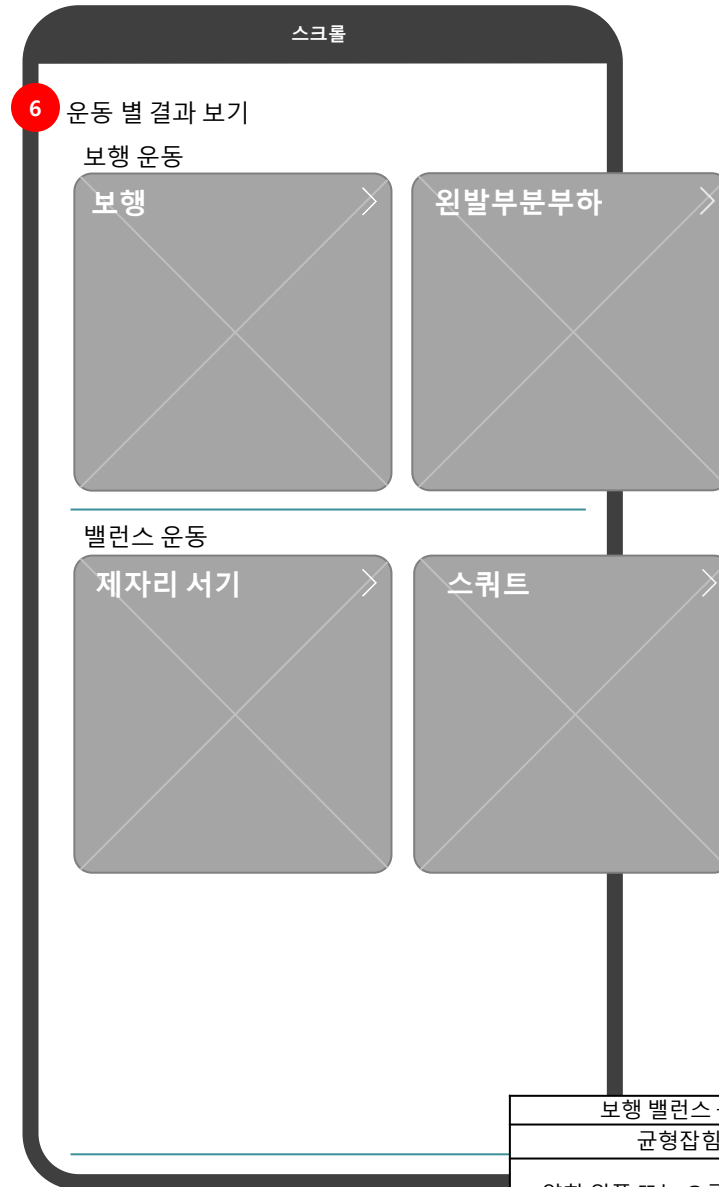 스크롤
6 운동 별 결과 보기
보행 운동
보행
왼발부분부하
밸런스 운동
제자리 서기
스쿼트
보행 밸런스
균형잡힘
또는